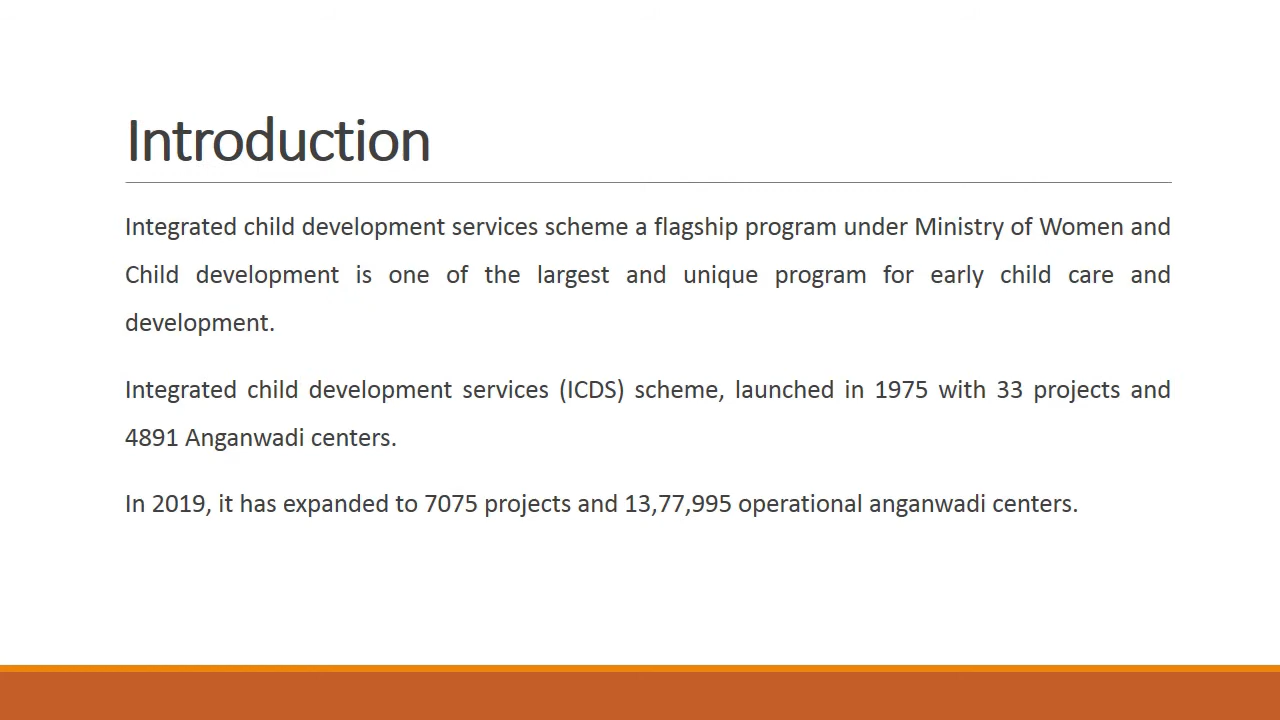 Introduction
Integrated child development services scheme a flagship program under Ministry of Women and
Child development is one of the largest and unique program for early child care and
development.
Integrated child development services (ICDS) scheme, launched in 1975 with 33 projects and
4891 Anganwadi centers.
In 2019, it has expanded to 7075 projects and 13,77,995 operational anganwadi centers.